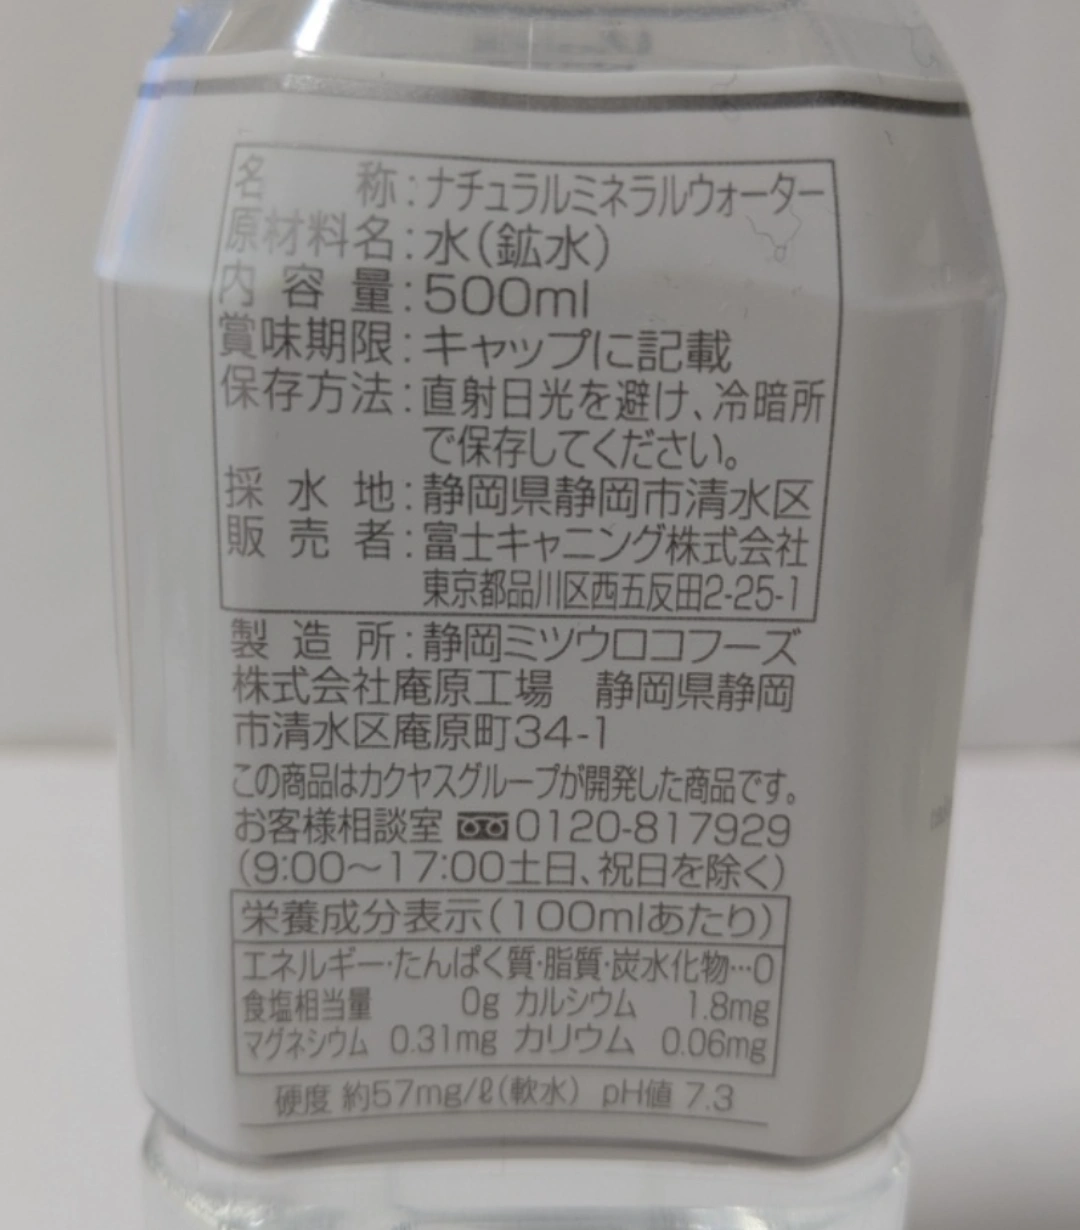 名称:ナチュラルミネラルウォーター
原材料名:水(鉱水)
内容量:500ml
賞味期限:キャップに記載
保存方法:直射日光を避け、冷暗所
で保存してください。
採水地:静岡県静岡市清水区
販売者:富士キャニング株式会社
東京都品川区西五反田2-25-1
製造所:静岡ミツウロコフーズ
株式会社庵原工場 静岡県静岡
市清水区庵原町34-1
この商品はカクヤスグループが開発した商品です。
お客様相談室 0120-817929
(9:00〜17:00土日、祝日を除く)
栄養成分表示(100mlあたり)
エネルギー・たんぱく質・脂質・炭水化物…0
食塩相当量 0g カルシウム 1.8mg
マグネシウム 0.31mg カリウム 0.06mg
硬度 約57mg/ℓ(軟水) pH値 7.3